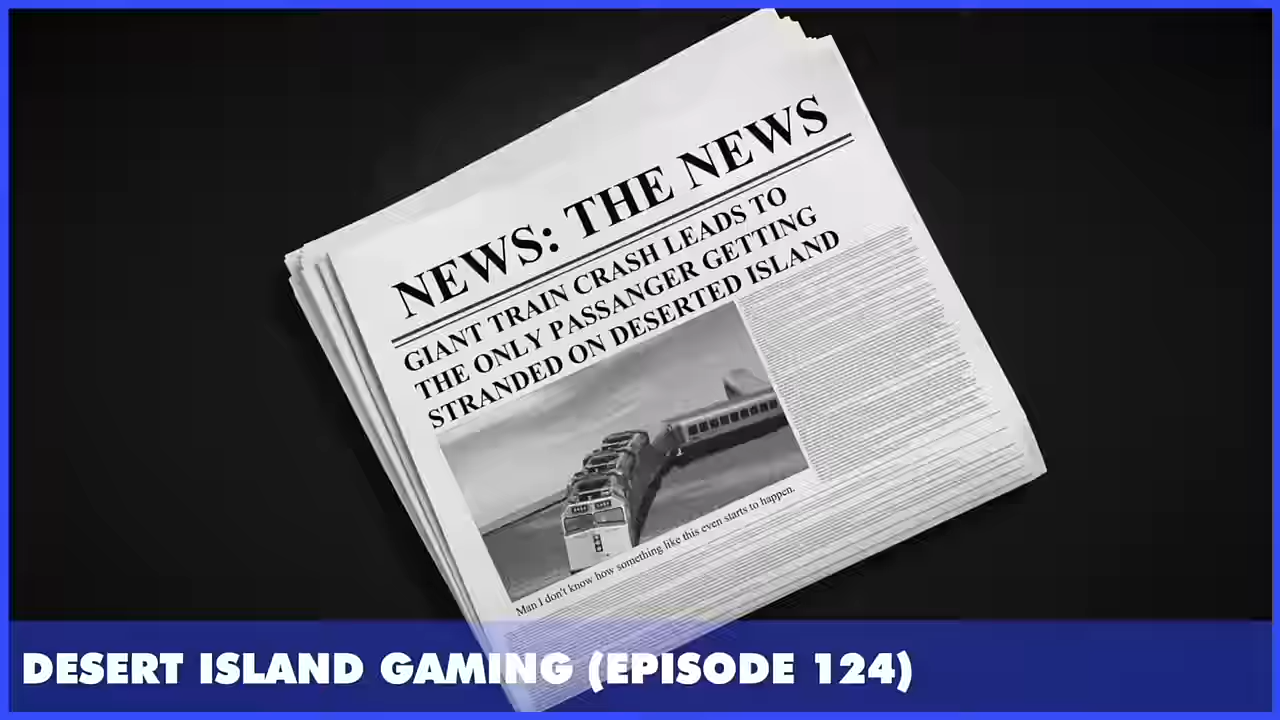 NEWS: THE NEWS
GIANT TRAIN CRASH LEADS TO
THE ONLY PASSANGER GETTING
STRANDED ON DESERTED ISLAND
Man I don't know how something like this even starts to happen.
DESERT ISLAND GAMING (EPISODE 124)